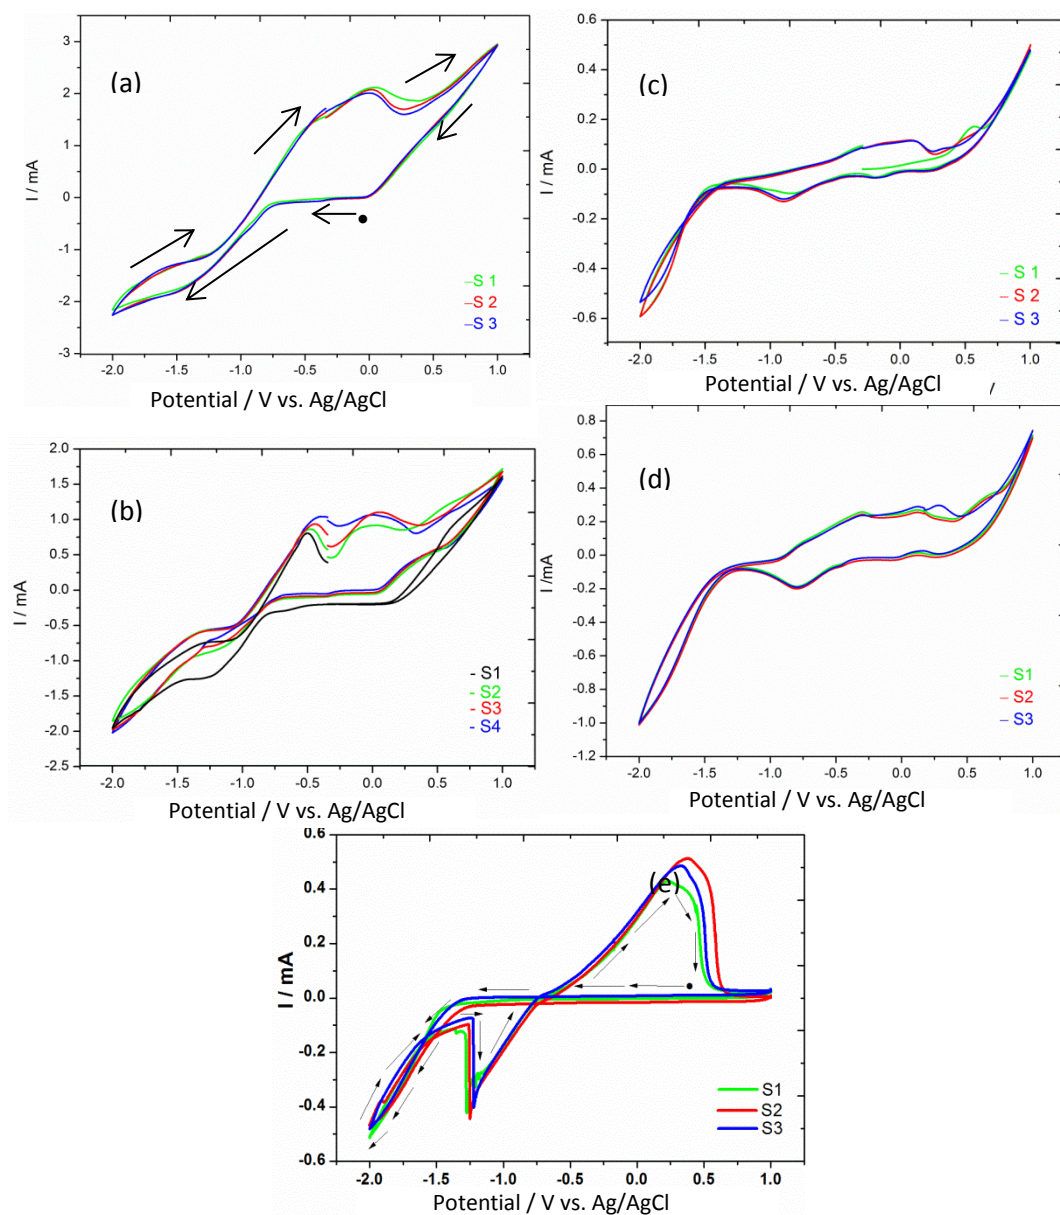 (a)
I / mA
3
2
1
0
-1
-2
-3
–S 1
–S 2
–S 3
-2.0 -1.5 -1.0 -0.5 0.0 0.5 1.0
Potential / V vs. Ag/AgCl
(c)
I / mA
0.6
0.4
0.2
0.0
-0.2
-0.4
-0.6
– S 1
– S 2
– S 3
-2.0 -1.5 -1.0 -0.5 0.0 0.5 1.0
Potential / V vs. Ag/AgCl /
(b)
I / mA
2.0
1.5
1.0
0.5
0.0
-0.5
-1.0
-1.5
-2.0
-2.5
- S1
- S2
- S3
- S4
-2.0 -1.5 -1.0 -0.5 0.0 0.5 1.0
Potential / V vs. Ag/AgCl
(d)
I /mA
0.8
0.6
0.4
0.2
0.0
-0.2
-0.4
-0.6
-0.8
-1.0
-1.2
– S1
– S2
– S3
-2.0 -1.5 -1.0 -0.5 0.0 0.5 1.0
Potential / V vs. Ag/AgCl
(e)
I / mA
0.6
0.4
0.2
0.0
-0.2
-0.4
-0.6
S1
S2
S3
-2.0 -1.5 -1.0 -0.5 0.0 0.5 1.0
Potential / V vs. Ag/AgCl